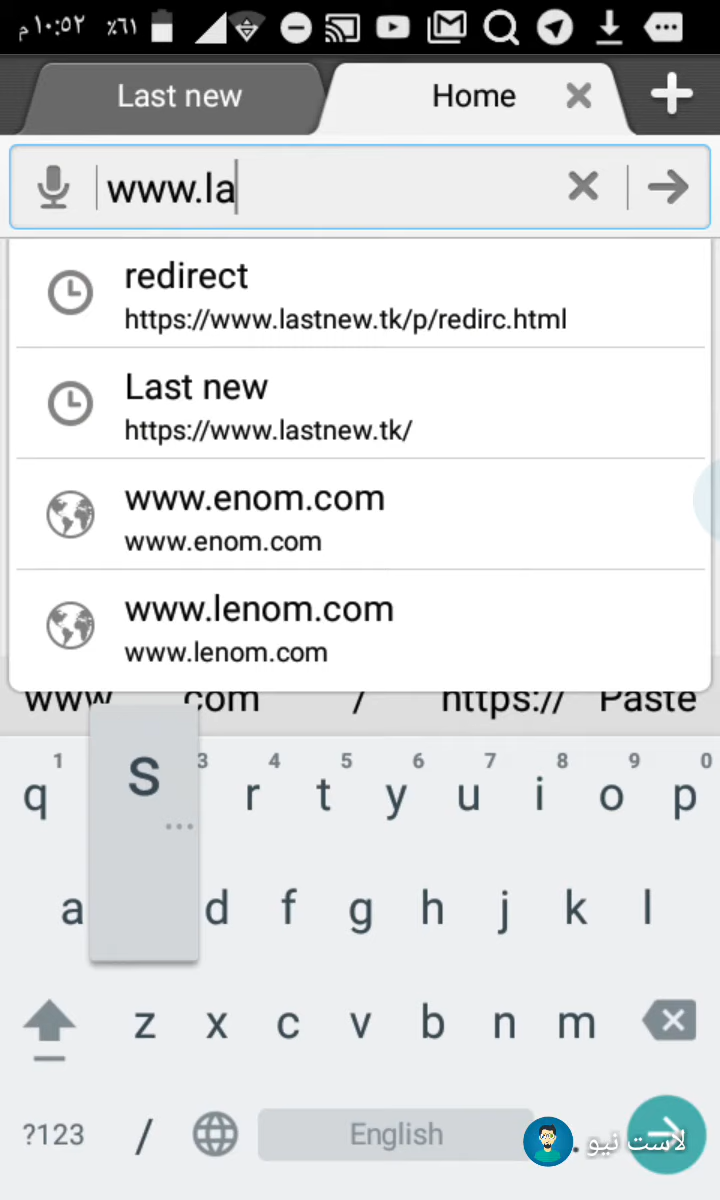 ١٠:٥٢ م ٪٦١
Last new
Home
www.la
redirect
https://www.lastnew.tk/p/redirc.html
Last new
https://www.lastnew.tk/
www.enom.com
www.enom.com
www.lenom.com
www.lenom.com
www. .com / https:// Paste
s
1 3 4 5 6 7 8 9 0
q r t y u i o p
a d f g h j k l
z x c v b n m
?123 / English .
لاست نيو